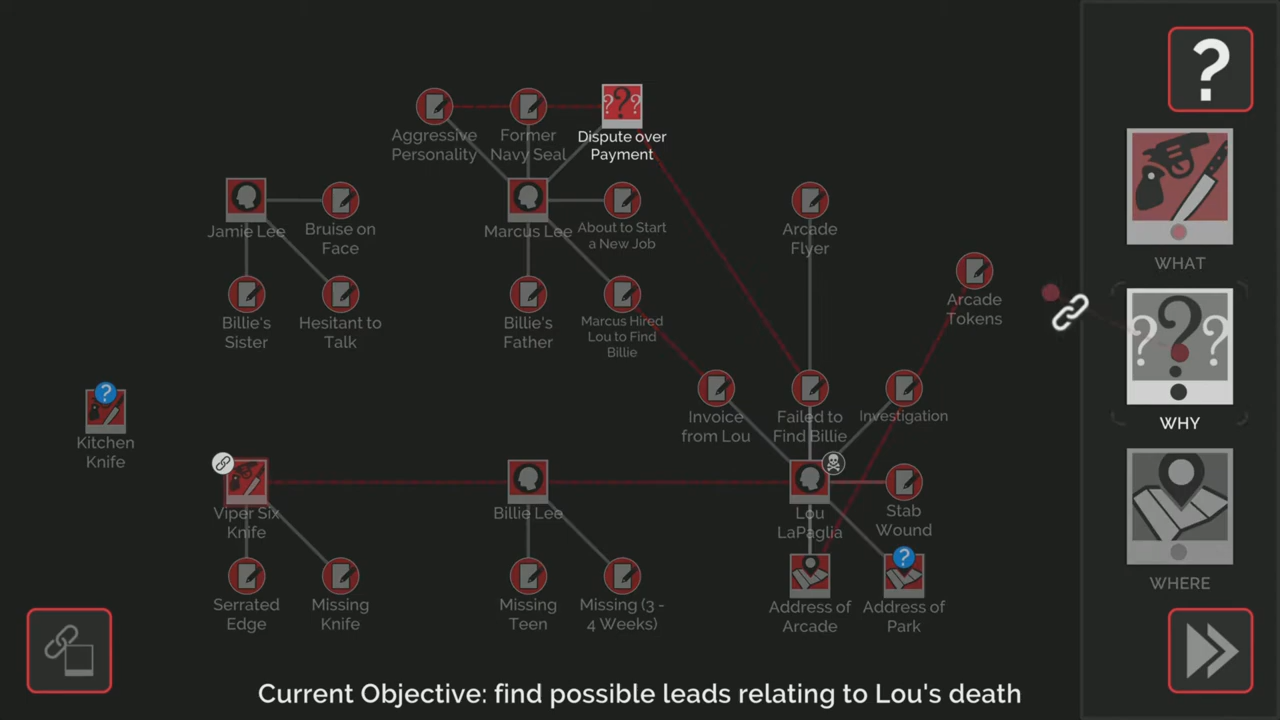 Aggressive
Personality
Former
Navy Seal
???
Dispute over
Payment
?
WHAT
Jamie Lee
Bruise on
Face
Marcus Lee
About to Start
a New Job
Arcade
Flyer
Arcade
Tokens
???
WHY
Billie's
Sister
Hesitant to
Talk
Billie's
Father
Marcus Hired
Lou to Find
Billie
?
Kitchen
Knife
Invoice
from Lou
Failed to
Find Billie
Investigation
Viper Six
Knife
Billie Lee
Lou
LaPaglia
Stab
Wound
WHERE
Serrated
Edge
Missing
Knife
Missing
Teen
Missing (3 -
4 Weeks)
Address of
Arcade
?
Address of
Park
Current Objective: find possible leads relating to Lou's death